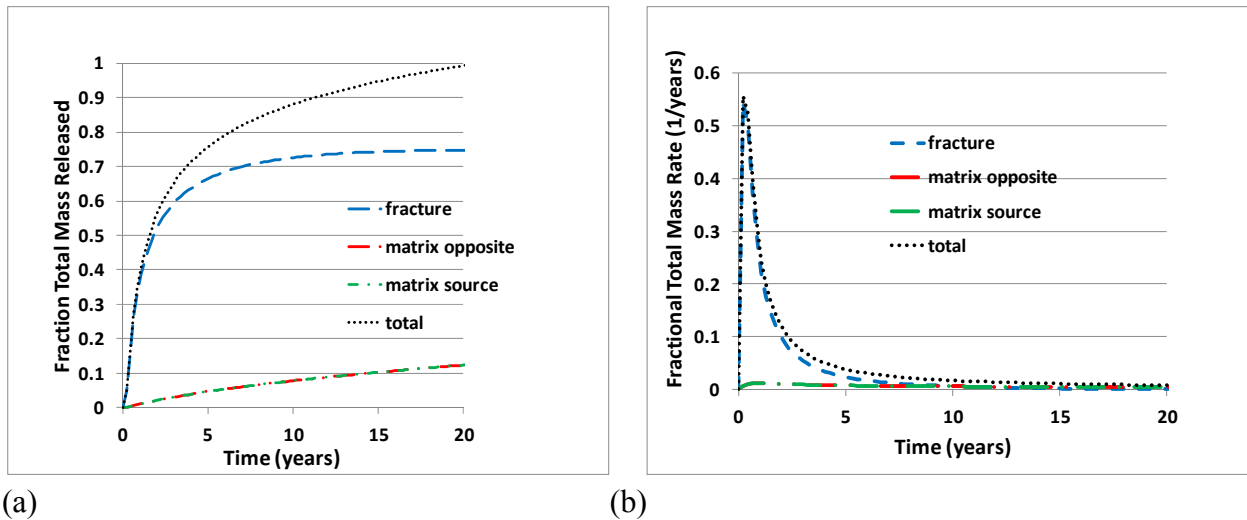 Fraction Total Mass Released
1
0.9
0.8
0.7
0.6
0.5
0.4
0.3
0.2
0.1
0
fracture
matrix opposite
matrix source
total
0 5 10 15 20
Time (years)
Fractional Total Mass Rate (1/years)
0.6
0.5
0.4
0.3
0.2
0.1
0
fracture
matrix opposite
matrix source
total
0 5 10 15 20
Time (years)
(a) (b)